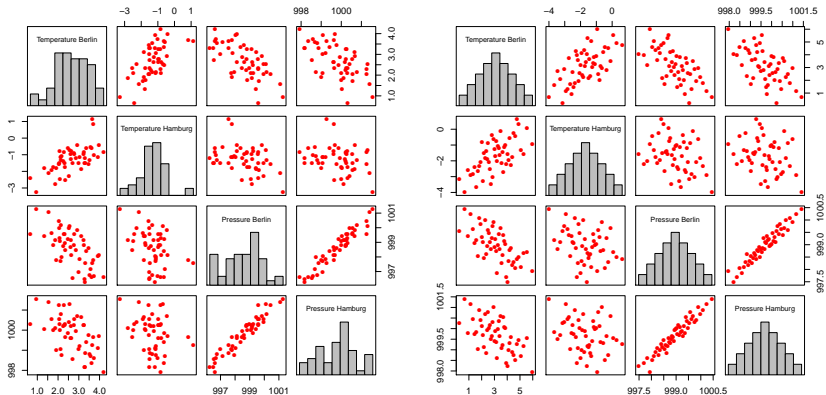 −3 −1 1 998 1000 −4 −2 0 998.0 999.5 1001.5
Temperature Berlin 1.0 2.0 3.0 4.0 Temperature Berlin 1 3 5
−3 −1 0 1 Temperature Hamburg −4 −2 0 Temperature Hamburg
Pressure Berlin 997 999 1001 Pressure Berlin 997.5 999.0 1000.5
998 1000 Pressure Hamburg 998.0 999.5 1001.5 Pressure Hamburg
1.0 2.0 3.0 4.0 997 999 1001 1 3 5 997.5 999.0 1000.5